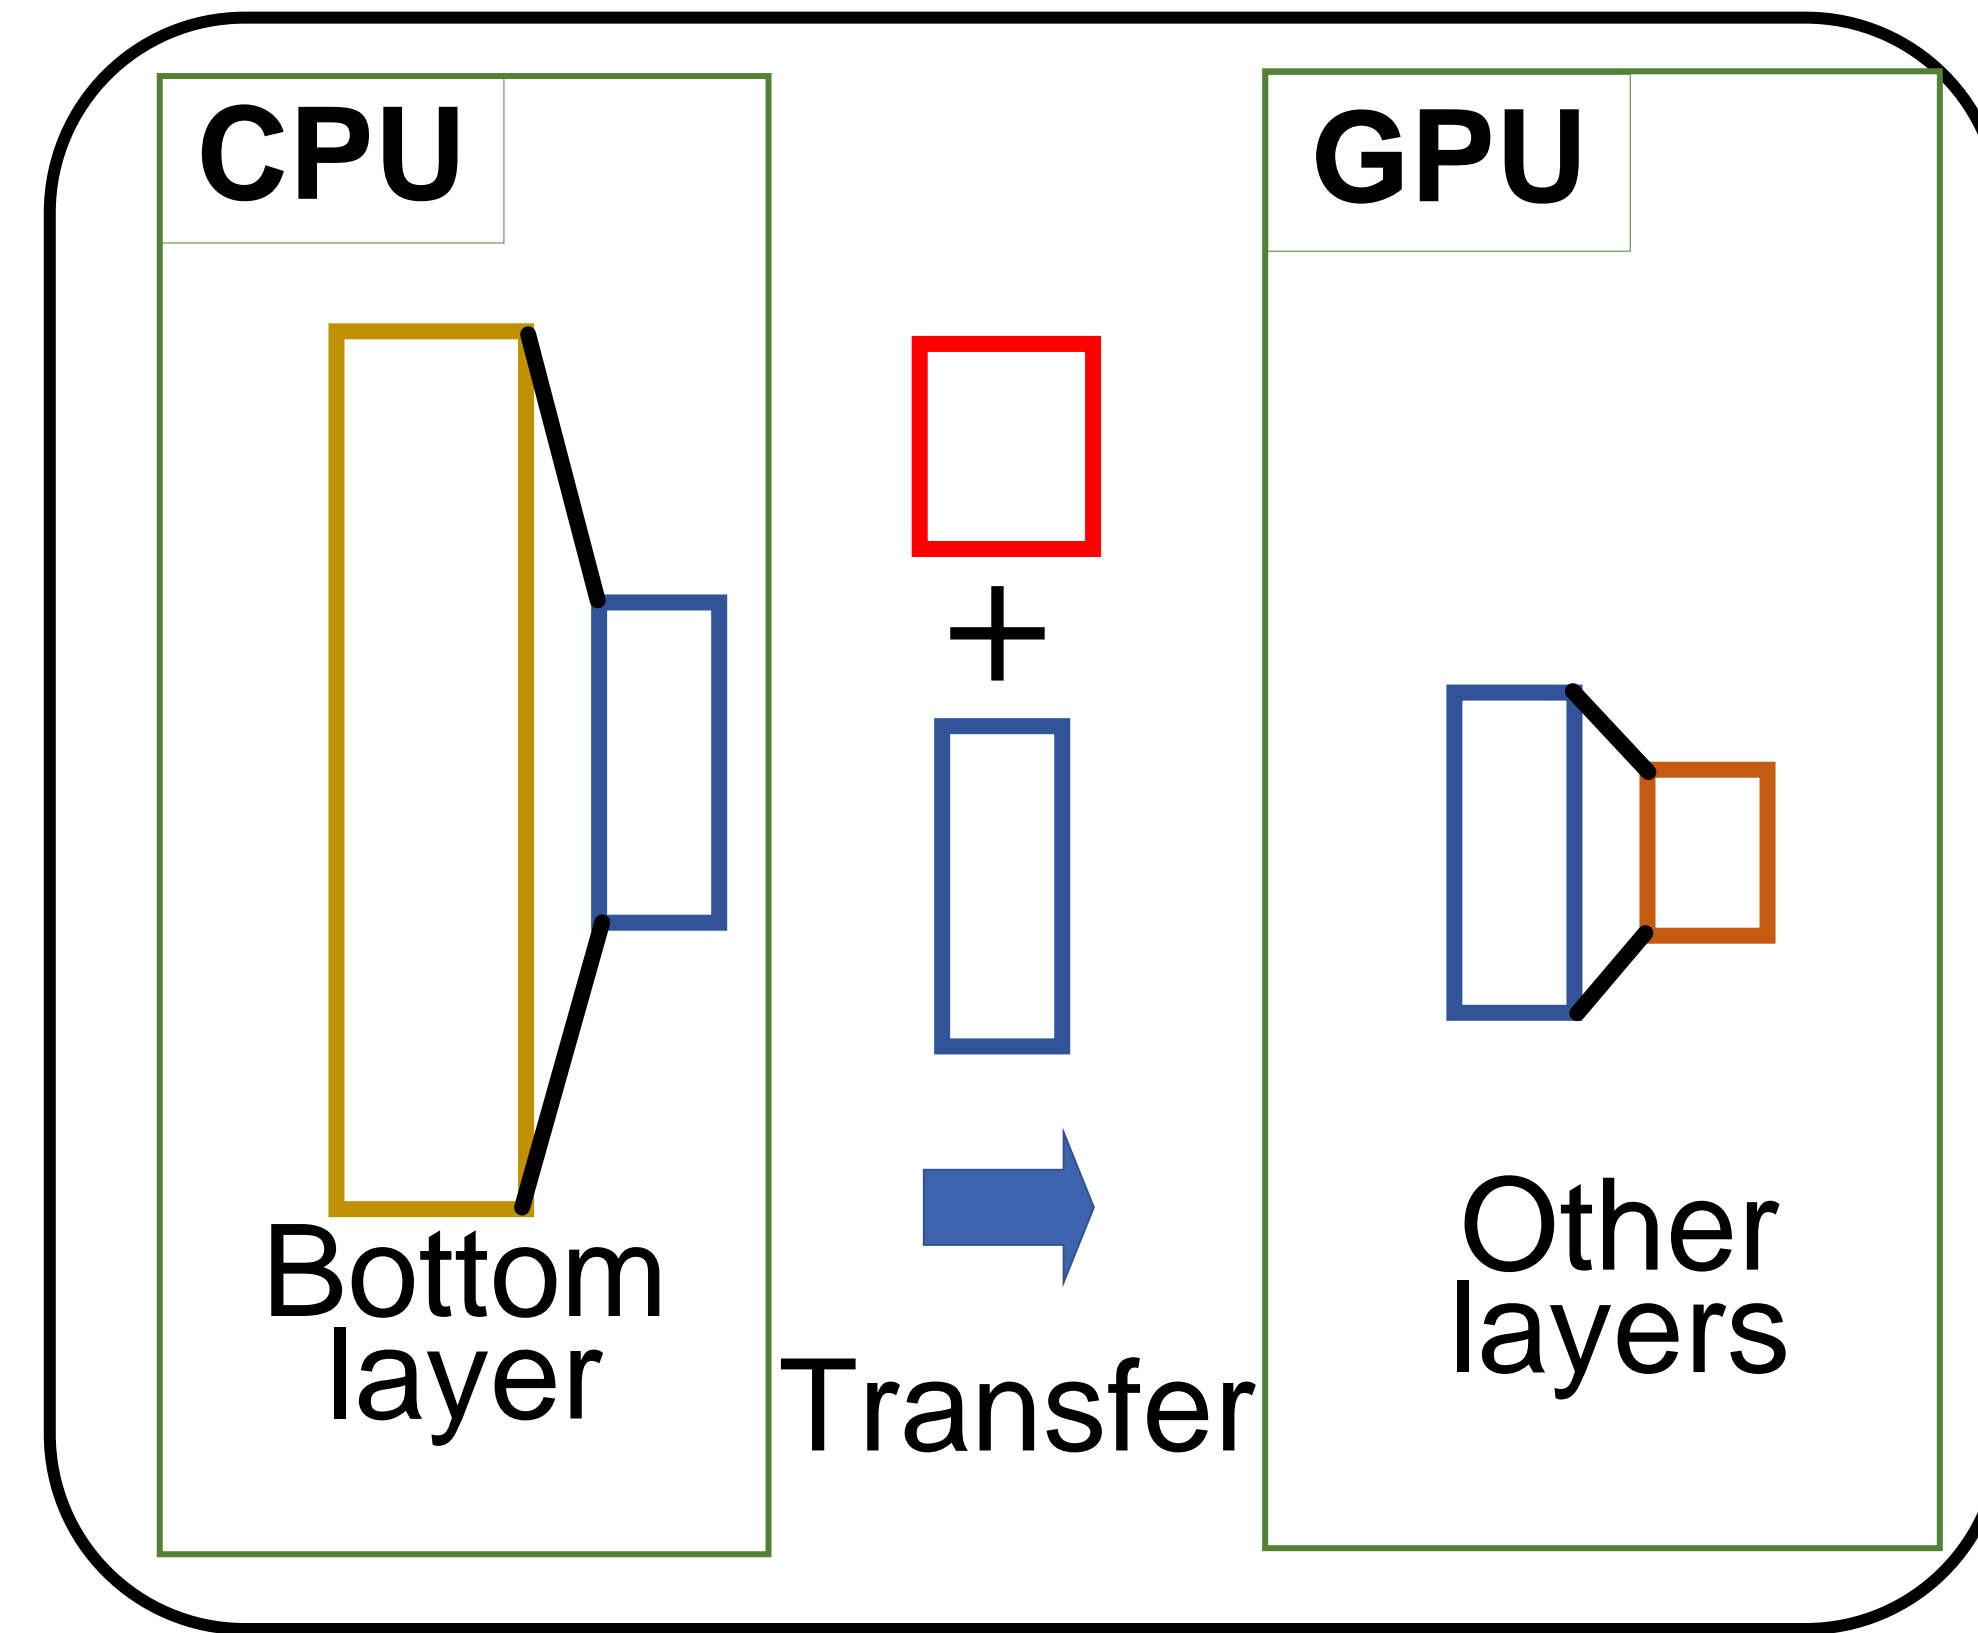 CPU
GPU
+
Bottom
layer
Transfer
Other
layers